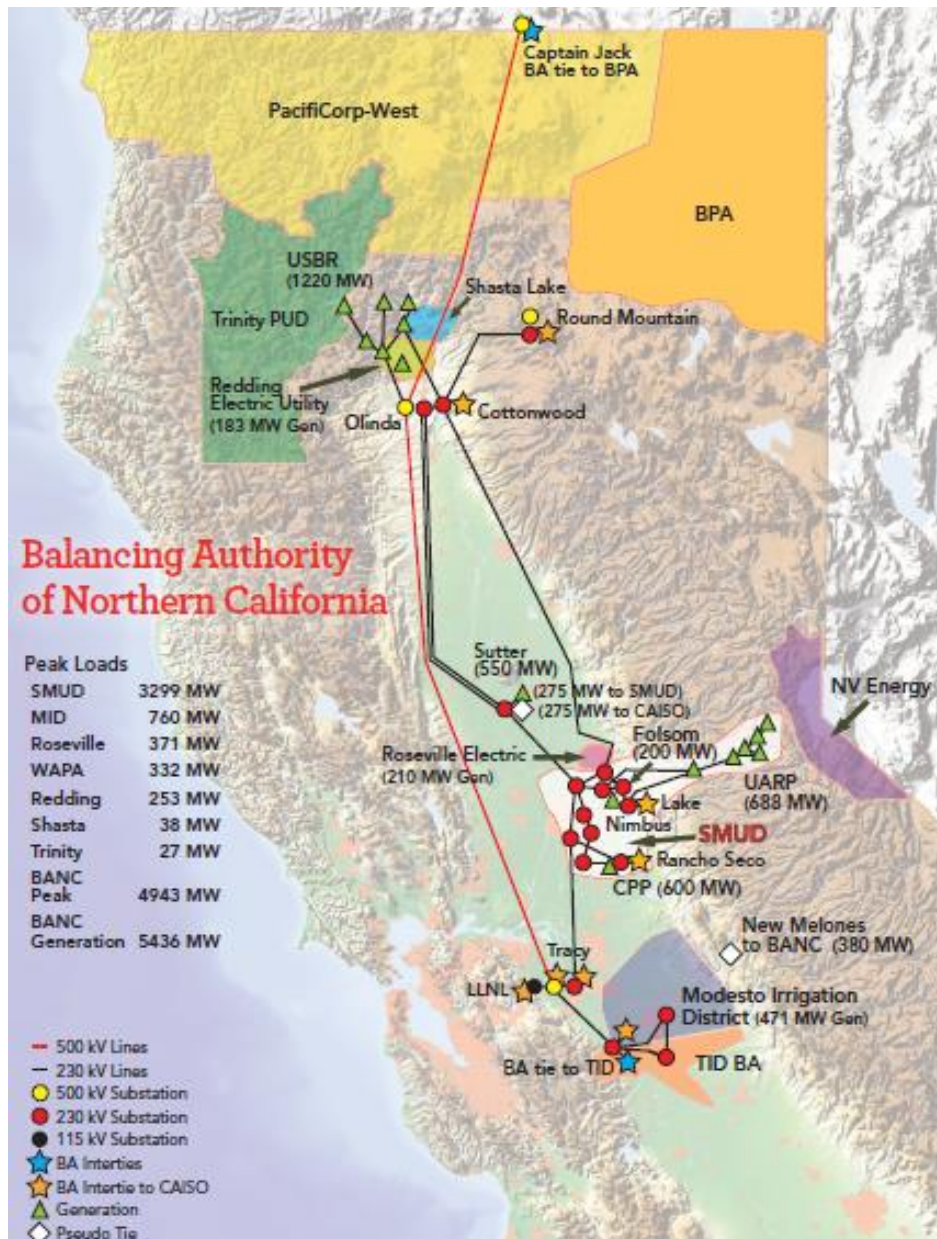 Captain Jack
BA tie to BPA
PacifiCorp-West
BPA
USBR
(1220 MW)
Shasta Lake
Trinity PUD
Round Mountain
Redding
Electric Utility
(183 MW Gen)
Olinda
Cottonwood
Balancing Authority
of Northern California
Peak Loads
SMUD 3299 MW
MID 760 MW
Roseville 371 MW
WAPA 332 MW
Redding 253 MW
Shasta 38 MW
Trinity 27 MW
BANC
Peak 4943 MW
BANC
Generation 5436 MW
Sutter
(550 MW)
(275 MW to SMUD)
(275 MW to CAISO)
NV Energy
Folsom
(200 MW)
Roseville Electric
(210 MW Gen)
UARP
(688 MW)
Lake
Nimbus
SMUD
Rancho Seco
CPP (600 MW)
New Melones
to BANC (380 MW)
Tracy
LLNL
Modesto Irrigation
District (471 MW Gen)
BA tie to TID
TID BA
500 kV Lines
230 kV Lines
500 kV Substation
230 kV Substation
115 kV Substation
BA Interties
BA Intertie to CAISO
Generation
Pseudo Tie